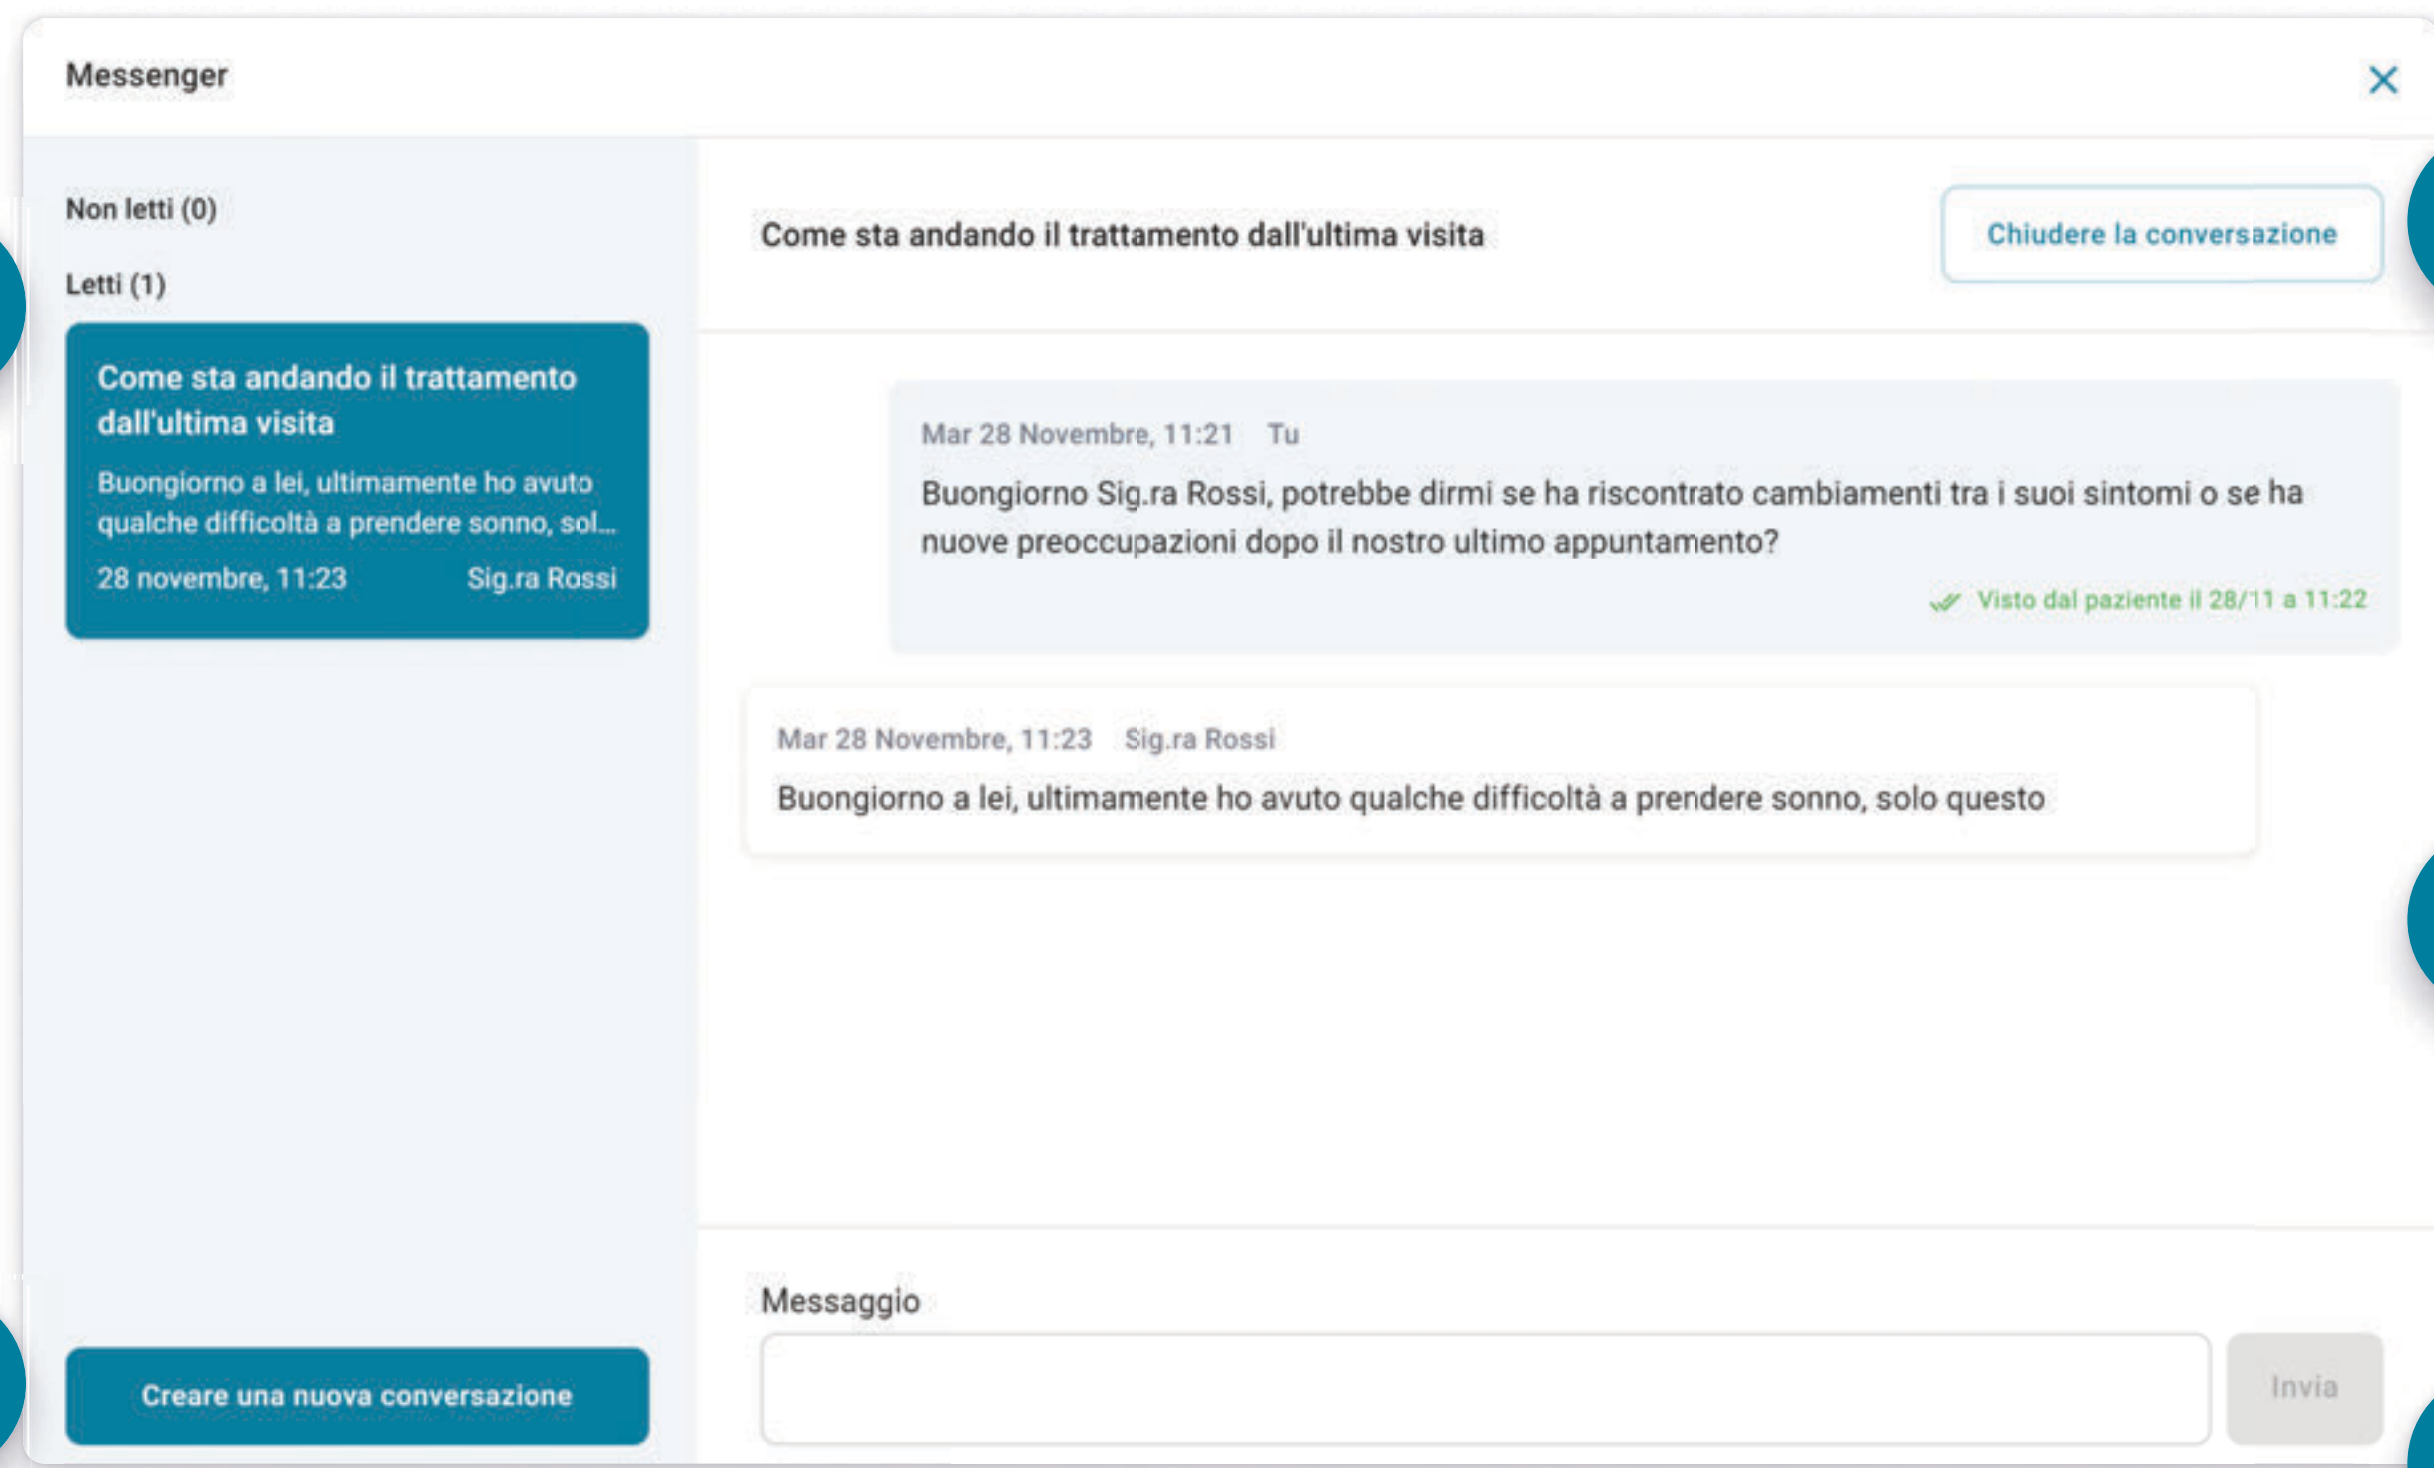 Messenger
Non letti (0)
Letti (1)
Come sta andando il trattamento
dall'ultima visita
Buongiorno a lei, ultimamente ho avuto
qualche difficoltà a prendere sonno, sol...
28 novembre, 11:23 Sig.ra Rossi
Creare una nuova conversazione
Come sta andando il trattamento dall'ultima visita
Chiudere la conversazione
Mar 28 Novembre, 11:21 Tu
Buongiorno Sig.ra Rossi, potrebbe dirmi se ha riscontrato cambiamenti tra i suoi sintomi o se ha
nuove preoccupazioni dopo il nostro ultimo appuntamento?
Visto dal paziente il 28/11 a 11:22
Mar 28 Novembre, 11:23 Sig.ra Rossi
Buongiorno a lei, ultimamente ho avuto qualche difficoltà a prendere sonno, solo questo
Messaggio
Invia